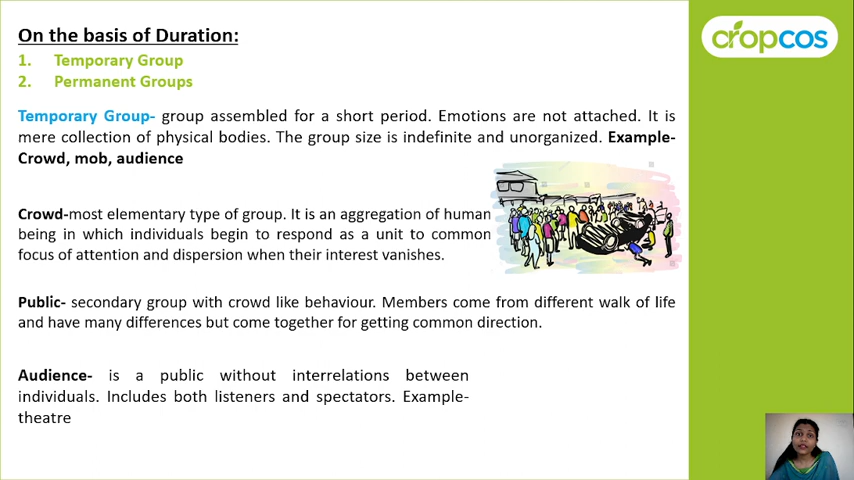 On the basis of Duration:
1. Temporary Group
2. Permanent Groups
cropcos
Temporary Group- group assembled for a short period. Emotions are not attached. It is
mere collection of physical bodies. The group size is indefinite and unorganized. Example-
Crowd, mob, audience
Crowd-most elementary type of group. It is an aggregation of human
being in which individuals begin to respond as a unit to common
focus of attention and dispersion when their interest vanishes.
Public- secondary group with crowd like behaviour. Members come from different walk of life
and have many differences but come together for getting common direction.
Audience- is a public without interrelations between
individuals. Includes both listeners and spectators. Example-
theatre